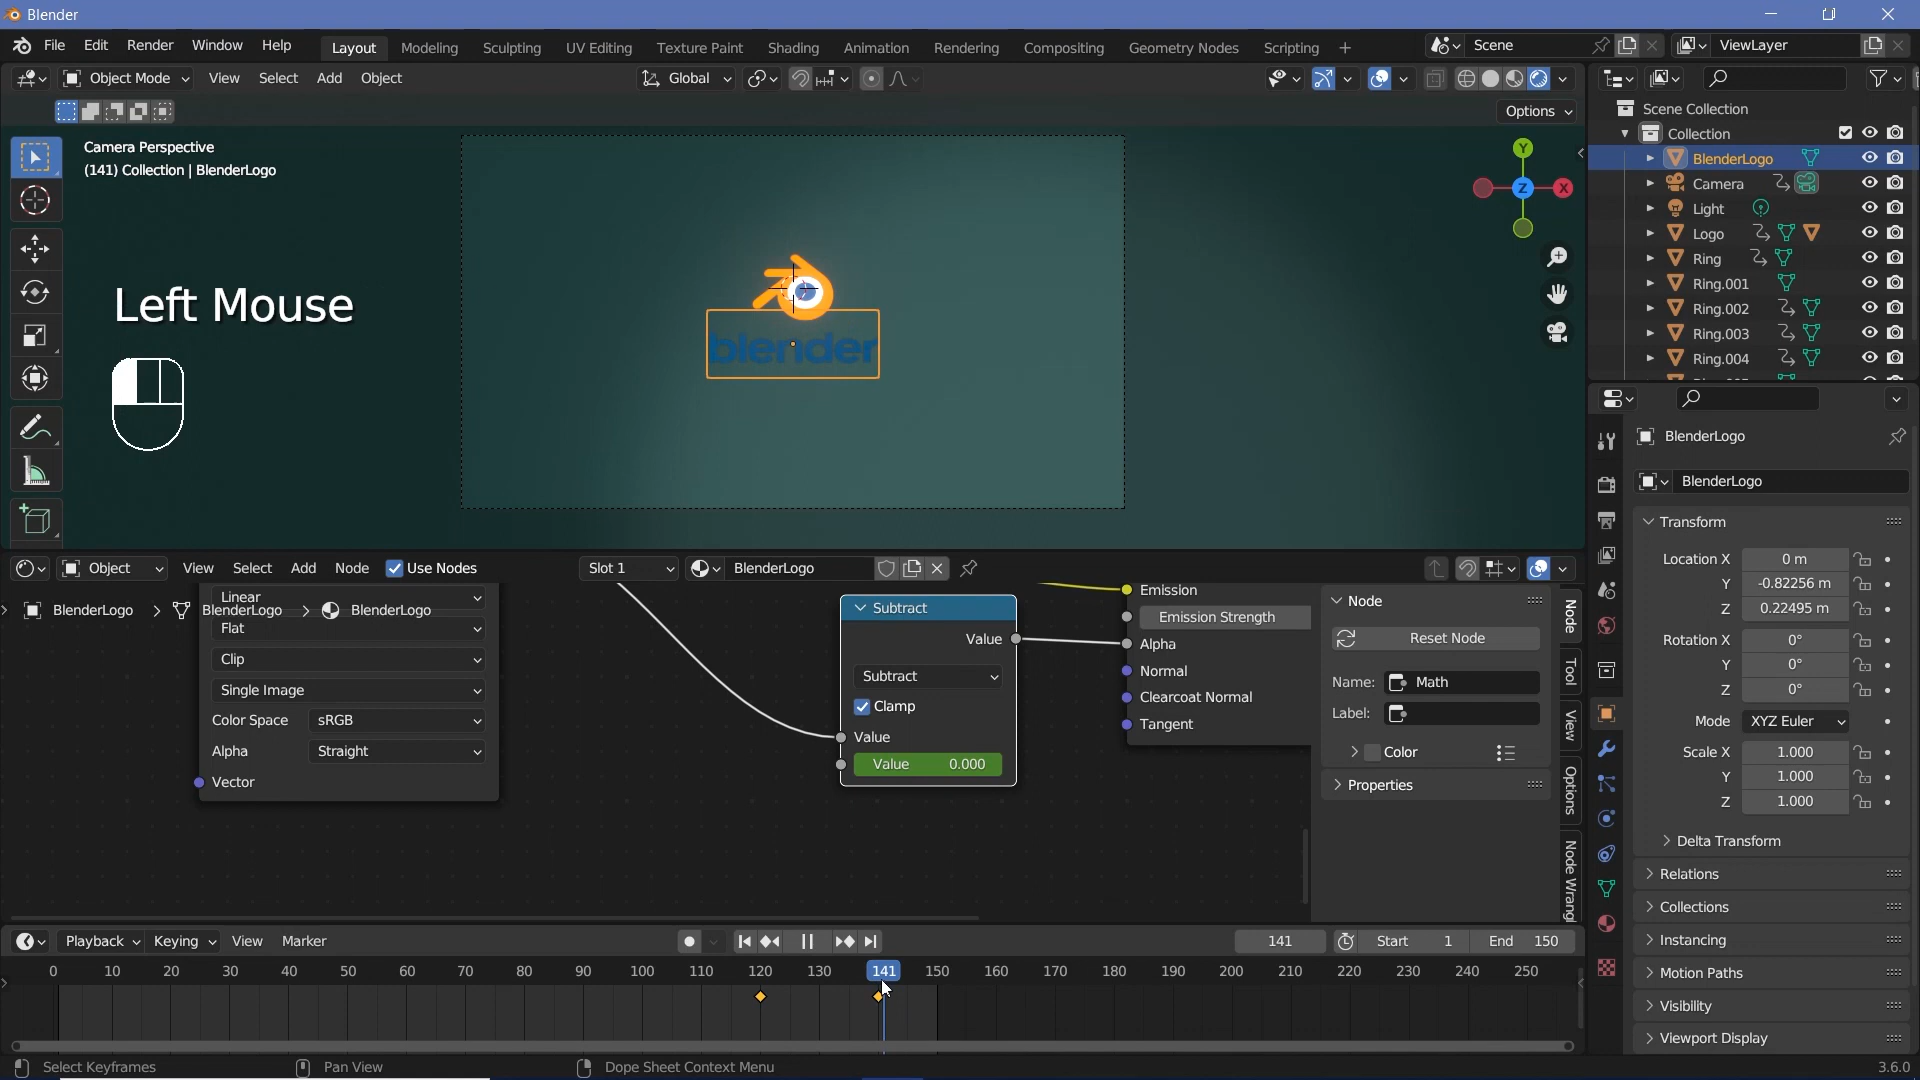 Blender
File Edit Render Window Help Layout Modeling Sculpting UV Editing Texture Paint Shading Animation Rendering Compositing Geometry Nodes Scripting + Scene ViewLayer
Object Mode View Select Add Object Global
Options
Camera Perspective
(141) Collection | BlenderLogo
Y
Z X
blender
Left Mouse
Scene Collection
Collection
BlenderLogo
Camera
Light
Logo
Ring
Ring.001
Ring.002
Ring.003
Ring.004
BlenderLogo
BlenderLogo
Transform
Location X 0 m
Y -0.82256 m
Z 0.22495 m
Rotation X 0°
Y 0°
Z 0°
Mode XYZ Euler
Scale X 1.000
Y 1.000
Z 1.000
Delta Transform
Relations
Collections
Instancing
Motion Paths
Visibility
Viewport Display
Object View Select Add Node Use Nodes Slot 1 BlenderLogo
BlenderLogo BlenderLogo BlenderLogo
Linear
Flat
Clip
Single Image
Color Space sRGB
Alpha Straight
Vector
Subtract
Value
Subtract
Clamp
Value
Value 0.000
Emission
Emission Strength
Alpha
Normal
Clearcoat Normal
Tangent
Node
Reset Node
Name: Math
Label:
Color
Properties
Node
Tool
View
Options
Node Wrangl
Playback Keying View Marker 141 Start 1 End 150
0 10 20 30 40 50 60 70 80 90 100 110 120 130 141 150 160 170 180 190 200 210 220 230 240 250
Select Keyframes Pan View Dope Sheet Context Menu 3.6.0